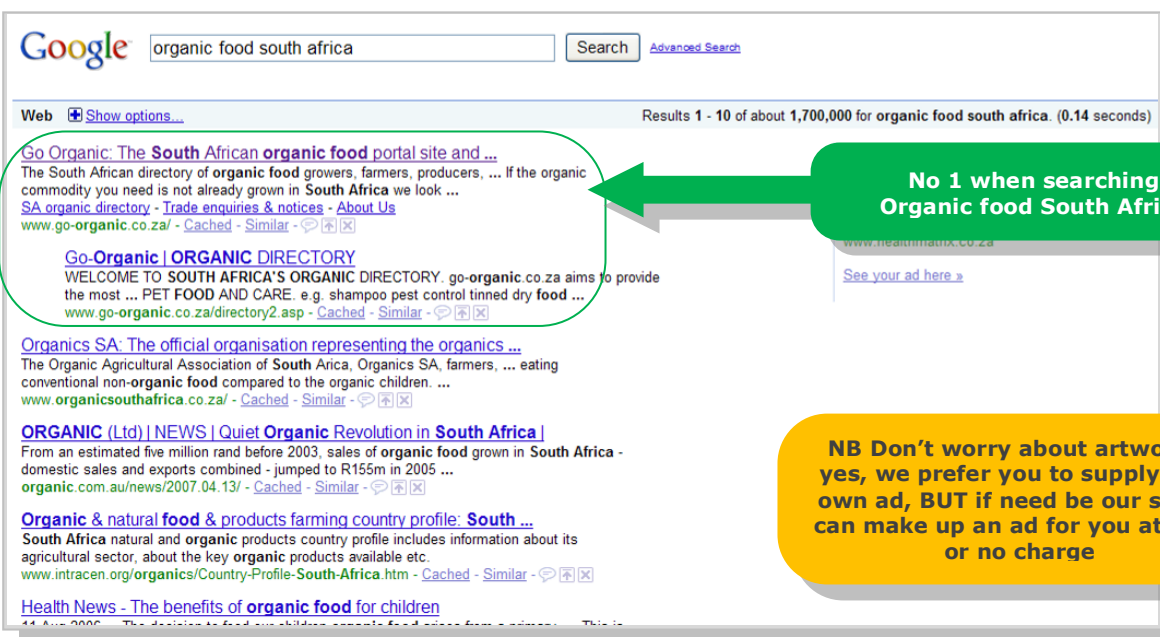 Google organic food south africa Search Advanced Search
Web Show options... Results 1 - 10 of about 1,700,000 for organic food south africa. (0.14 seconds)
Go Organic: The South African organic food portal site and ...
The South African directory of organic food growers, farmers, producers, ... If the organic
commodity you need is not already grown in South Africa we look ...
SA organic directory - Trade enquiries & notices - About Us
www.go-organic.co.za/ - Cached - Similar -
Go-Organic | ORGANIC DIRECTORY
WELCOME TO SOUTH AFRICA'S ORGANIC DIRECTORY. go-organic.co.za aims to provide
the most ... PET FOOD AND CARE. e.g. shampoo pest control tinned dry food ...
www.go-organic.co.za/directory2.asp - Cached - Similar -
Organics SA: The official organisation representing the organics ...
The Organic Agricultural Association of South Arica, Organics SA, farmers, ... eating
conventional non-organic food compared to the organic children. ...
www.organicsouthafrica.co.za/ - Cached - Similar -
ORGANIC (Ltd) | NEWS | Quiet Organic Revolution in South Africa |
From an estimated five million rand before 2003, sales of organic food grown in South Africa -
domestic sales and exports combined - jumped to R155m in 2005 ...
organic.com.au/news/2007.04.13/ - Cached - Similar -
Organic & natural food & products farming country profile: South ...
South Africa natural and organic products country profile includes information about its
agricultural sector, about the key organic products available etc.
www.intracen.org/organics/Country-Profile-South-Africa.htm - Cached - Similar -
Health News - The benefits of organic food for children
No 1 when searching
Organic food South Afri
www.healthmatrix.co.za
See your ad here »
NB Don't worry about artwo
yes, we prefer you to supply
own ad, BUT if need be our s
can make up an ad for you at
or no charge